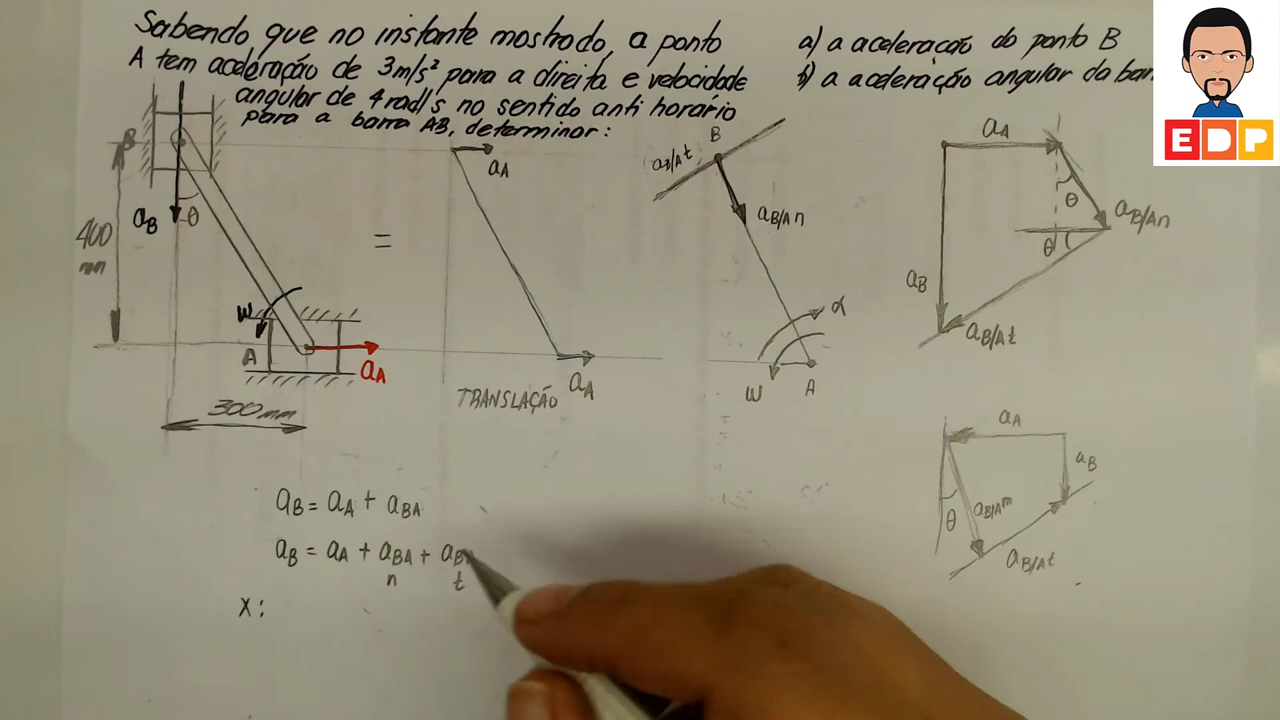 Sabendo que no instante mostrado, a ponto
A tem aceleração de 3m/s² para a direita e velocidade
angular de 4 rad/s no sentido anti horário
para a barra AB, determinar:
a) a aceleração do ponto B
b) a aceleração angular da bar
EDP
B
aB
θ
400
mm
W
A
aA
300mm
=
aA
aA
TRANSLAÇÃO
B
aB/At
aB/An
α
W
A
aA
θ
aB/An
θ
aB
aB/At
aA
aB
aB/An
θ
aB/At
aB = aA + aBA
aB = aA + aBA + aB
n
t
X: